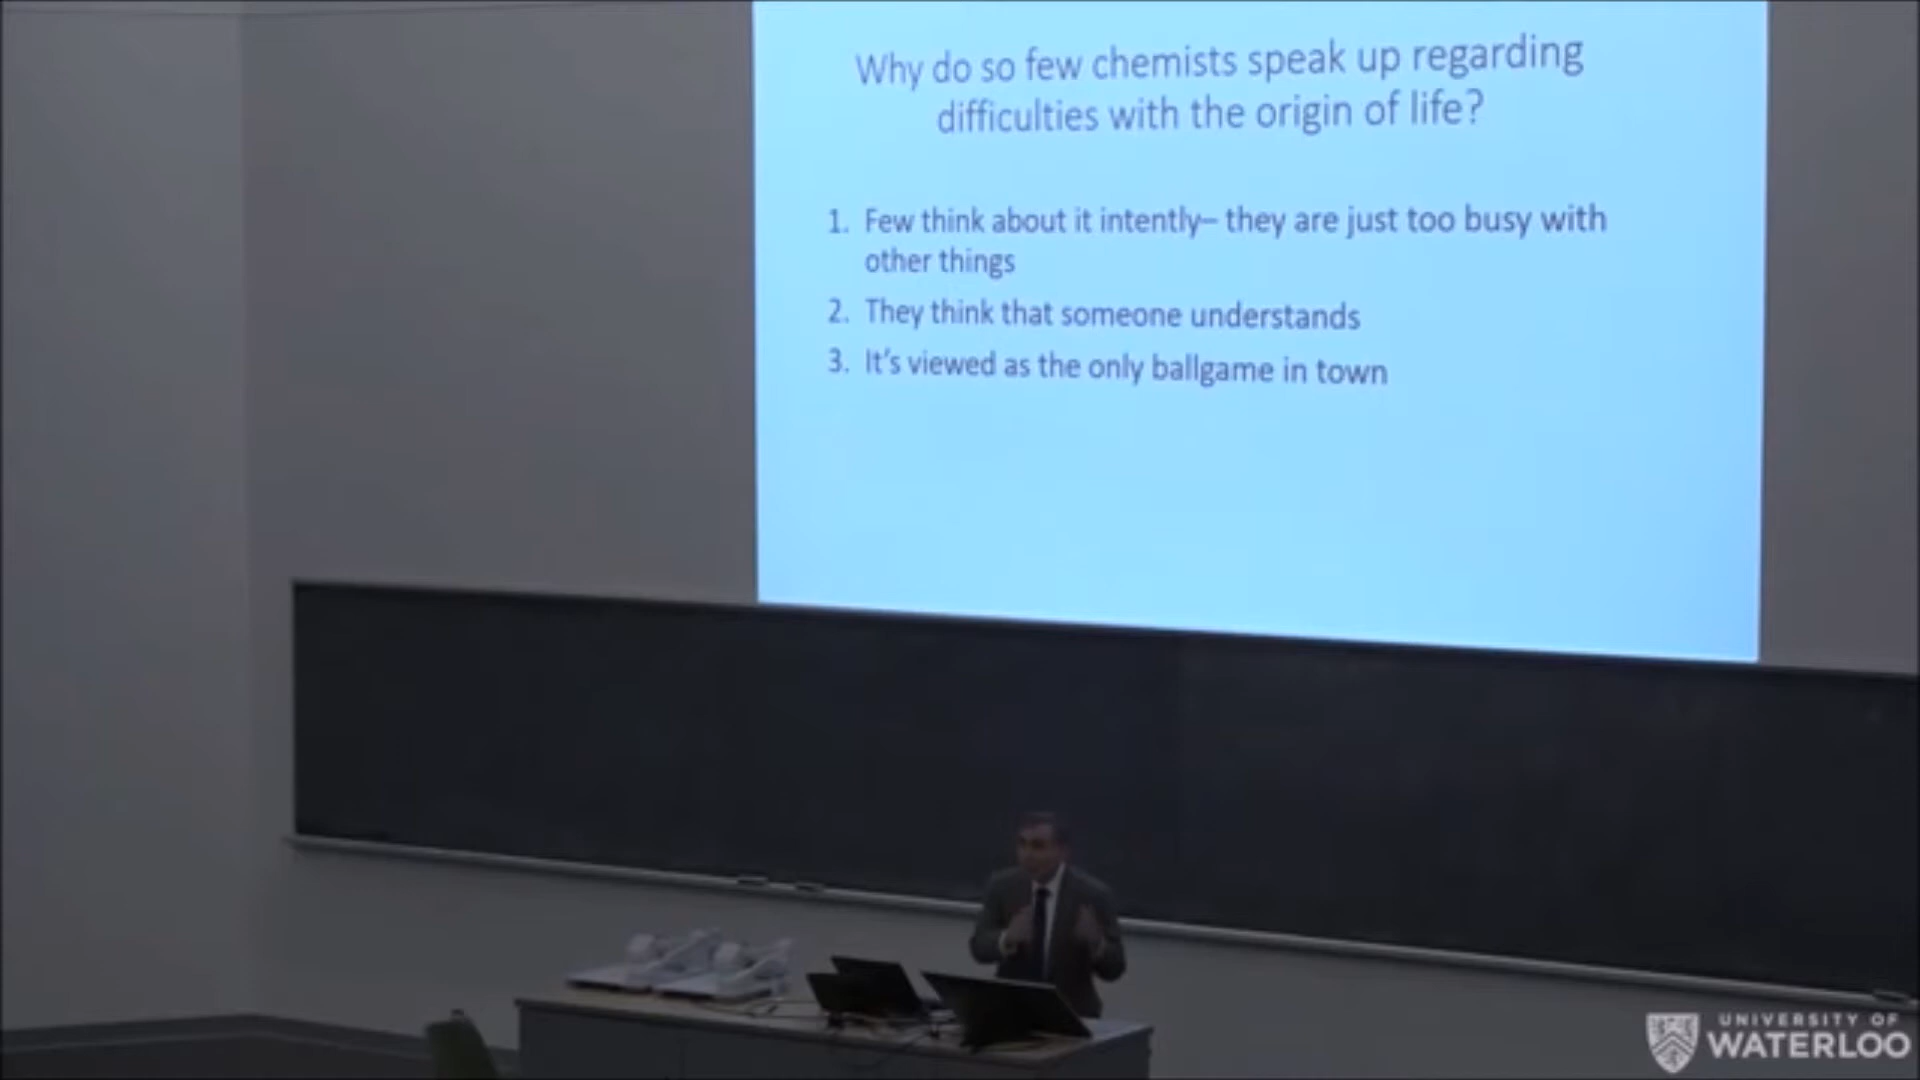 Why do so few chemists speak up regarding
difficulties with the origin of life?
1. Few think about it intently– they are just too busy with
other things
2. They think that someone understands
3. It's viewed as the only ballgame in town
UNIVERSITY OF
WATERLOO